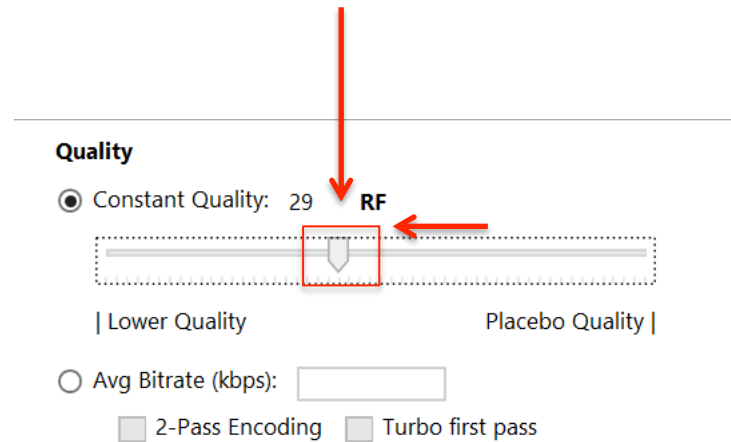 Quality
Constant Quality: 29 RF
| Lower Quality Placebo Quality |
Avg Bitrate (kbps):
2-Pass Encoding Turbo first pass